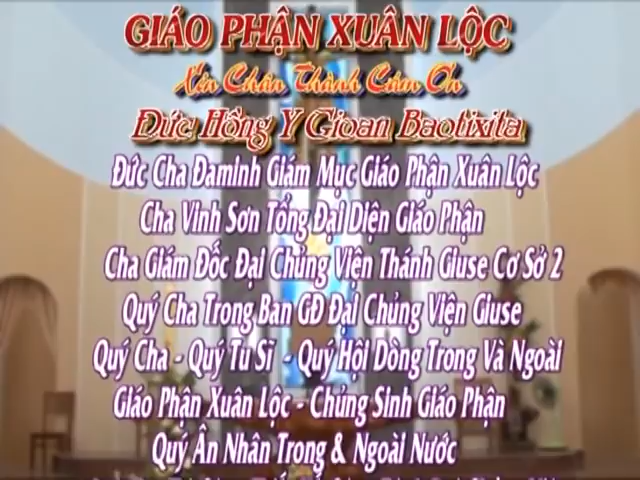 GIÁO PHẬN XUÂN LỘC
Xin Chân Thành Cám Ơn
Đức Hồng Y Gioan Baotixita
Đức Cha Đaminh Giám Mục Giáo Phận Xuân Lộc
Cha Vinh Sơn Tổng Đại Diện Giáo Phận
Cha Giám Đốc Đại Chủng Viện Thánh Giuse Cơ Sở 2
Quý Cha Trong Ban GĐ Đại Chủng Viện Giuse
Quý Cha - Quý Tu Sĩ - Quý Hội Dòng Trong Và Ngoài
Giáo Phận Xuân Lộc - Chủng Sinh Giáo Phận
Quý Ân Nhân Trong & Ngoài Nước